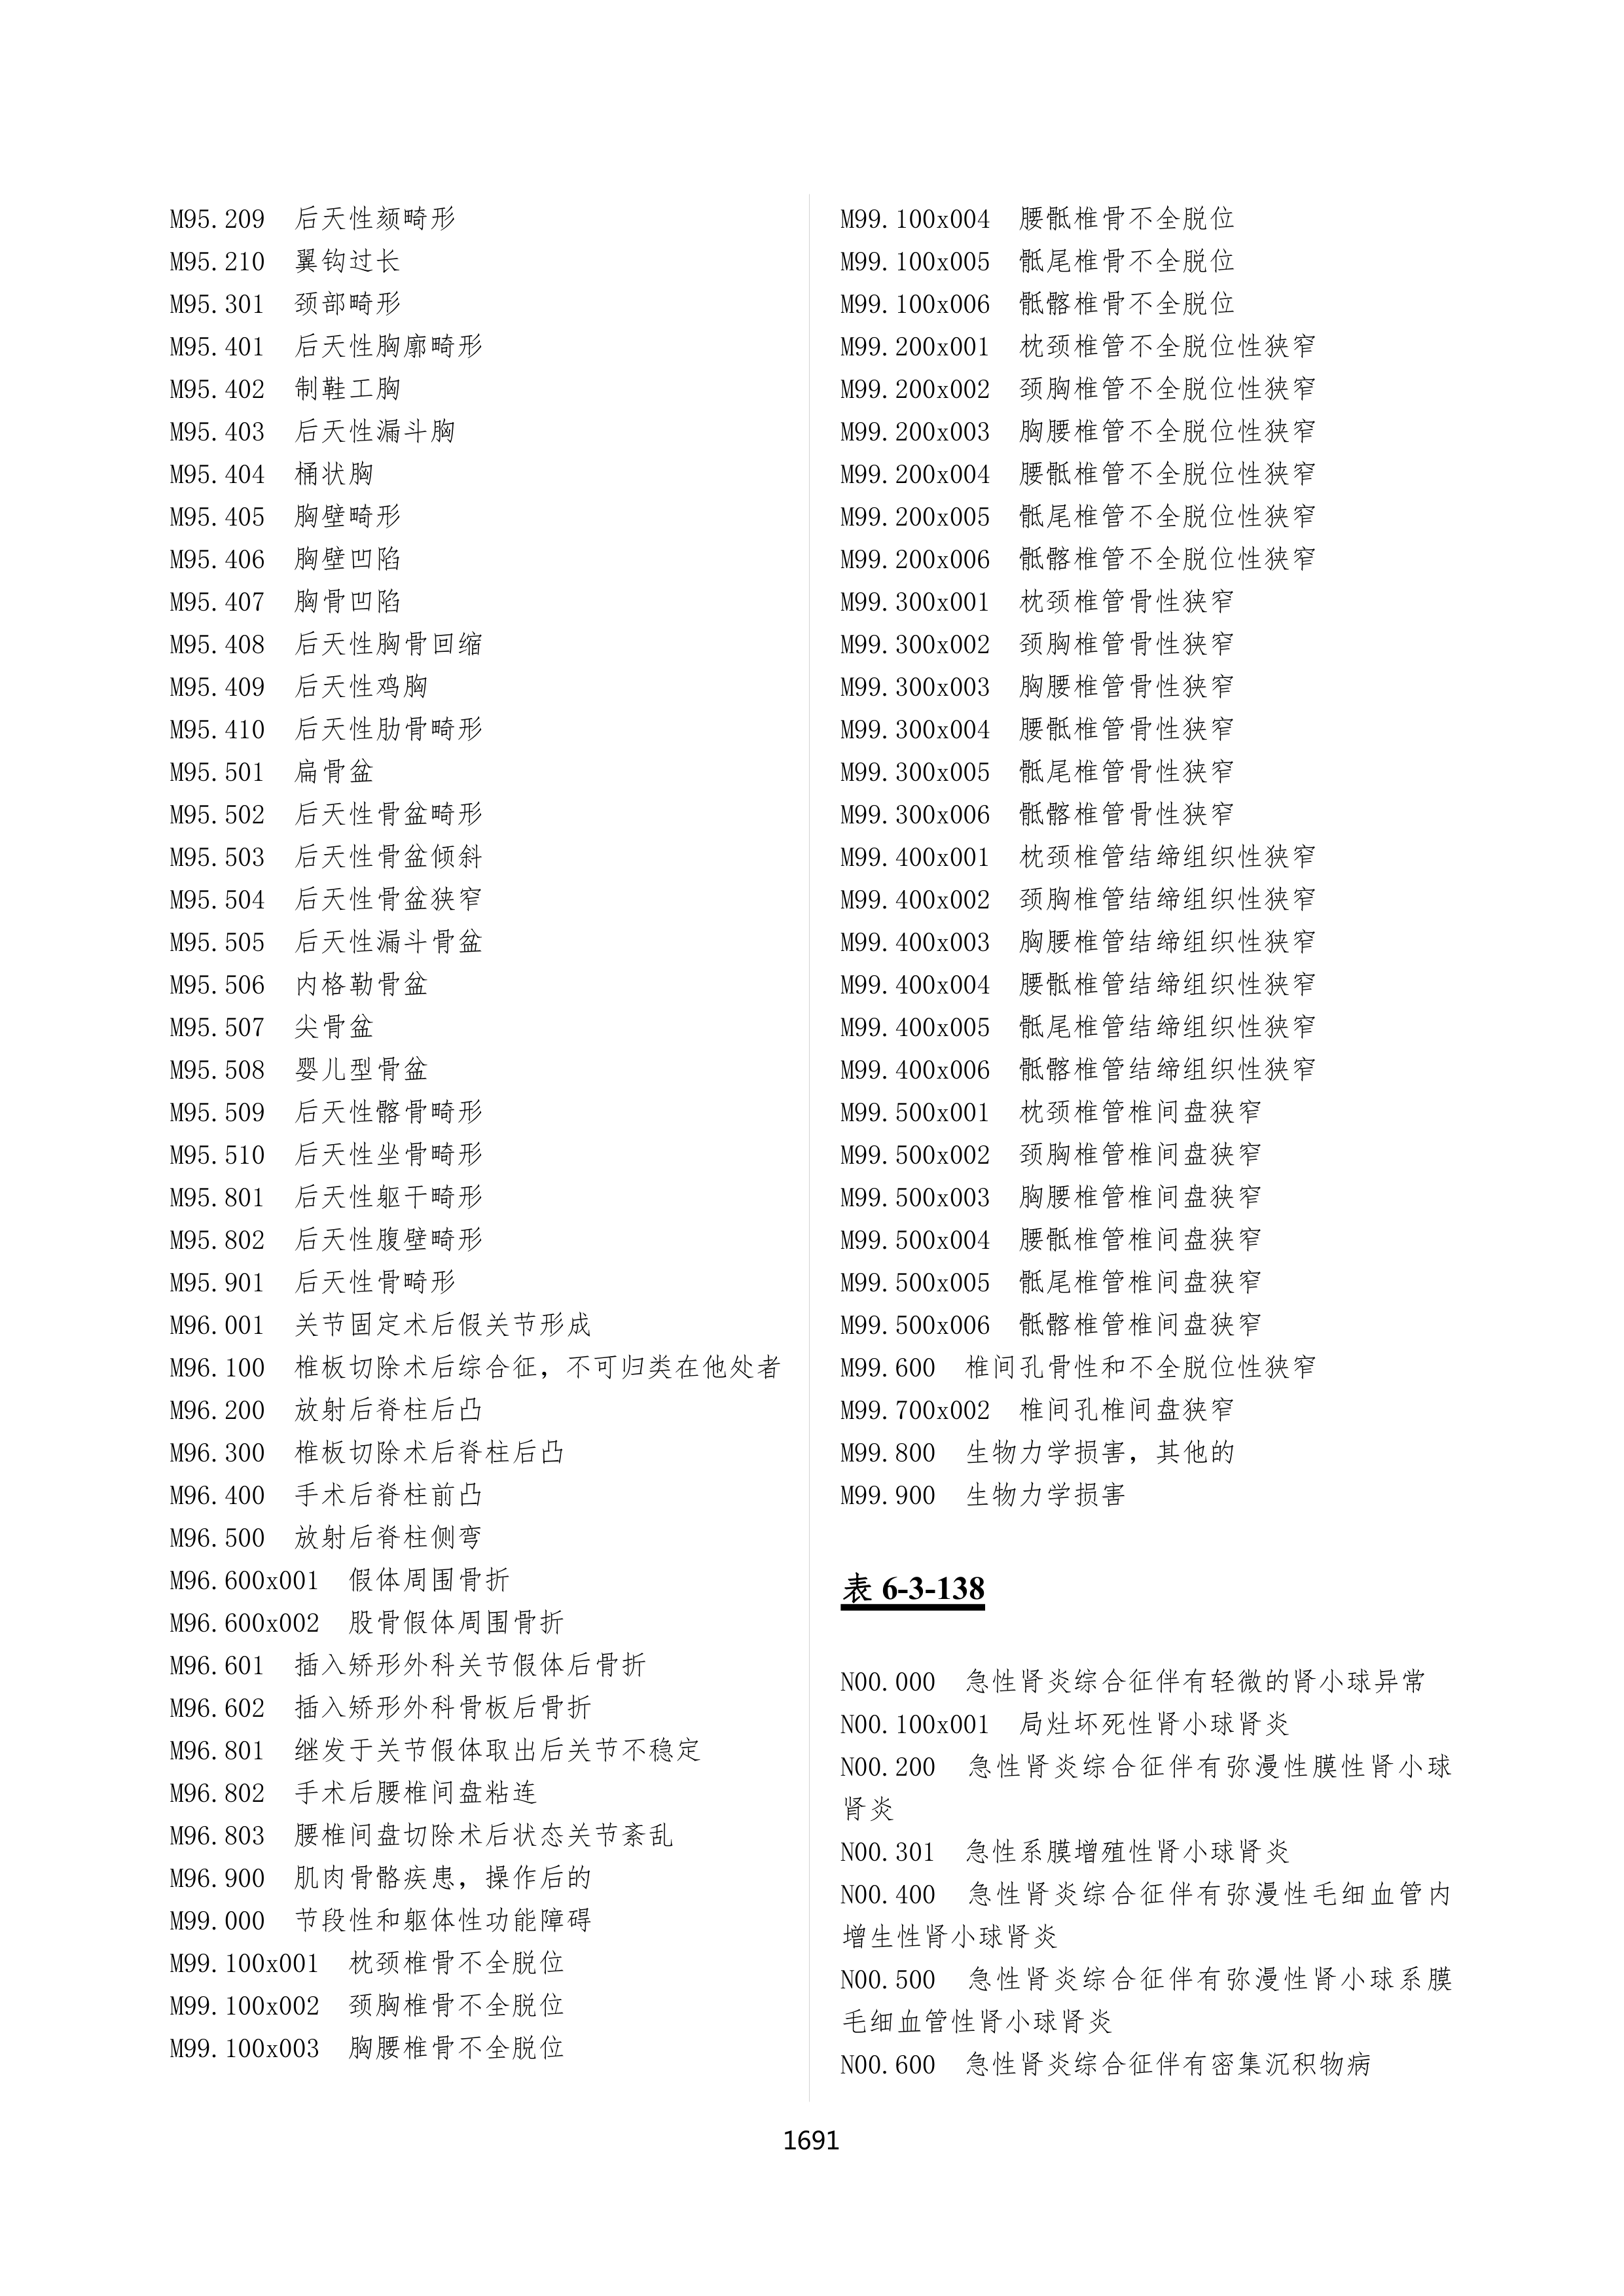 M95.209 后天性颏畸形
M95.210 翼钩过长
M95.301 颈部畸形
M95.401 后天性胸廓畸形
M95.402 制鞋工胸
M95.403 后天性漏斗胸
M95.404 桶状胸
M95.405 胸壁畸形
M95.406 胸壁凹陷
M95.407 胸骨凹陷
M95.408 后天性胸骨回缩
M95.409 后天性鸡胸
M95.410 后天性肋骨畸形
M95.501 扁骨盆
M95.502 后天性骨盆畸形
M95.503 后天性骨盆倾斜
M95.504 后天性骨盆狭窄
M95.505 后天性漏斗骨盆
M95.506 内格勒骨盆
M95.507 尖骨盆
M95.508 婴儿型骨盆
M95.509 后天性髂骨畸形
M95.510 后天性坐骨畸形
M95.801 后天性躯干畸形
M95.802 后天性腹壁畸形
M95.901 后天性骨畸形
M96.001 关节固定术后假关节形成
M96.100 椎板切除术后综合征，不可归类在他处者
M96.200 放射后脊柱后凸
M96.300 椎板切除术后脊柱后凸
M96.400 手术后脊柱前凸
M96.500 放射后脊柱侧弯
M96.600x001 假体周围骨折
M96.600x002 股骨假体周围骨折
M96.601 插入矫形外科关节假体后骨折
M96.602 插入矫形外科骨板后骨折
M96.801 继发于关节假体取出后关节不稳定
M96.802 手术后腰椎间盘粘连
M96.803 腰椎间盘切除术后状态关节紊乱
M96.900 肌肉骨骼疾患，操作后的
M99.000 节段性和躯体性功能障碍
M99.100x001 枕颈椎骨不全脱位
M99.100x002 颈胸椎骨不全脱位
M99.100x003 胸腰椎骨不全脱位
M99.100x004 腰骶椎骨不全脱位
M99.100x005 骶尾椎骨不全脱位
M99.100x006 骶髂椎骨不全脱位
M99.200x001 枕颈椎管不全脱位性狭窄
M99.200x002 颈胸椎管不全脱位性狭窄
M99.200x003 胸腰椎管不全脱位性狭窄
M99.200x004 腰骶椎管不全脱位性狭窄
M99.200x005 骶尾椎管不全脱位性狭窄
M99.200x006 骶髂椎管不全脱位性狭窄
M99.300x001 枕颈椎管骨性狭窄
M99.300x002 颈胸椎管骨性狭窄
M99.300x003 胸腰椎管骨性狭窄
M99.300x004 腰骶椎管骨性狭窄
M99.300x005 骶尾椎管骨性狭窄
M99.300x006 骶髂椎管骨性狭窄
M99.400x001 枕颈椎管结缔组织性狭窄
M99.400x002 颈胸椎管结缔组织性狭窄
M99.400x003 胸腰椎管结缔组织性狭窄
M99.400x004 腰骶椎管结缔组织性狭窄
M99.400x005 骶尾椎管结缔组织性狭窄
M99.400x006 骶髂椎管结缔组织性狭窄
M99.500x001 枕颈椎管椎间盘狭窄
M99.500x002 颈胸椎管椎间盘狭窄
M99.500x003 胸腰椎管椎间盘狭窄
M99.500x004 腰骶椎管椎间盘狭窄
M99.500x005 骶尾椎管椎间盘狭窄
M99.500x006 骶髂椎管椎间盘狭窄
M99.600 椎间孔骨性和不全脱位性狭窄
M99.700x002 椎间孔椎间盘狭窄
M99.800 生物力学损害，其他的
M99.900 生物力学损害
表 6-3-138
N00.000 急性肾炎综合征伴有轻微的肾小球异常
N00.100x001 局灶坏死性肾小球肾炎
N00.200 急性肾炎综合征伴有弥漫性膜性肾小球
肾炎
N00.301 急性系膜增殖性肾小球肾炎
N00.400 急性肾炎综合征伴有弥漫性毛细血管内
增生性肾小球肾炎
N00.500 急性肾炎综合征伴有弥漫性肾小球系膜
毛细血管性肾小球肾炎
N00.600 急性肾炎综合征伴有密集沉积物病
1691